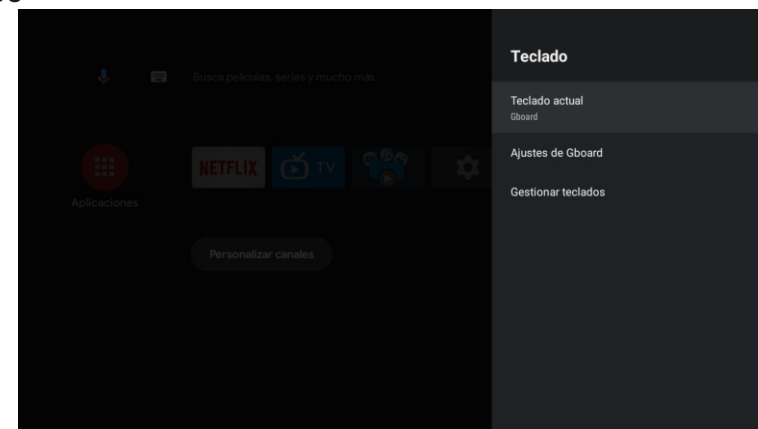 Teclado
Busca películas, series y mucho más
Teclado actual
Gboard
NETFLIX
TV
Ajustes de Gboard
Gestionar teclados
Aplicaciones
Personalizar canales